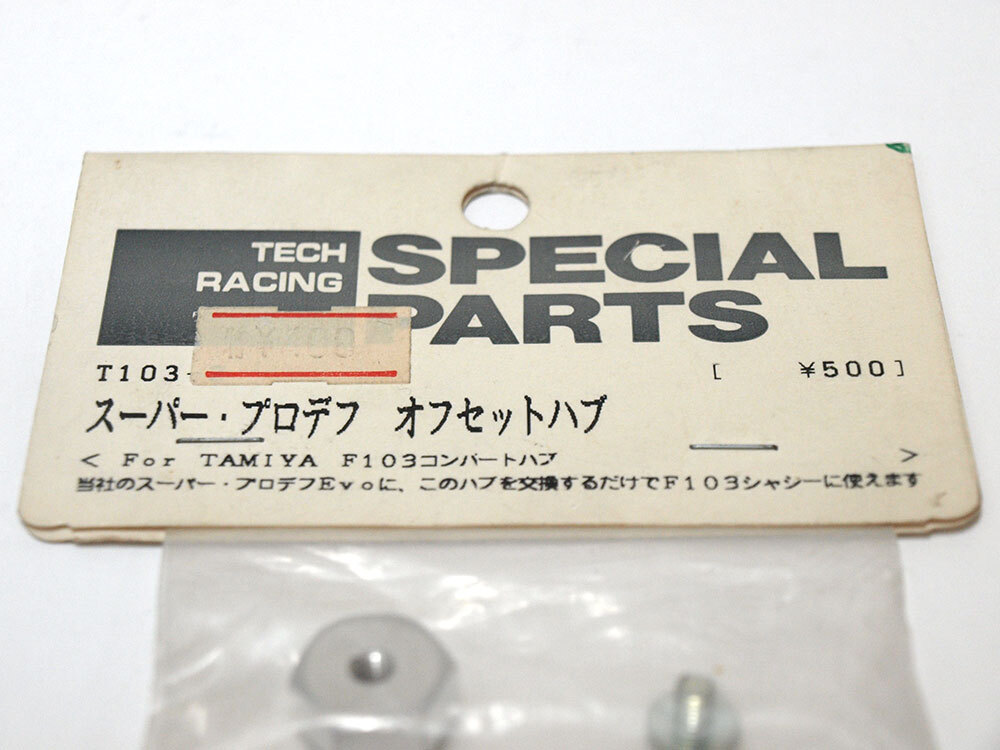 TECH
RACING
SPECIAL
PARTS
T103-
[ ¥500]
スーパー・プロデフ オフセットハブ
< For TAMIYA F103コンバートハブ >
当社のスーパー・プロデフEvoに、このハブを交換するだけでF103シャジーに使えます